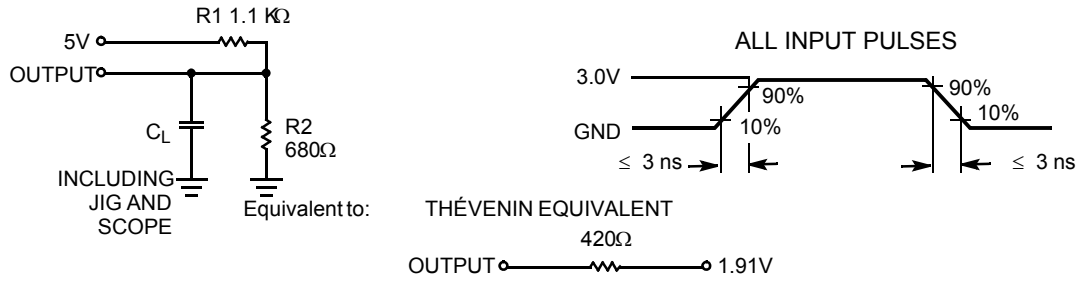 R1 1.1 KΩ
5V
OUTPUT
CL
R2
680Ω
INCLUDING
JIG AND
SCOPE
ALL INPUT PULSES
3.0V
GND
90%
10%
90%
10%
≤ 3 ns
≤ 3 ns
Equivalent to: THÉVENIN EQUIVALENT
420Ω
OUTPUT 1.91V